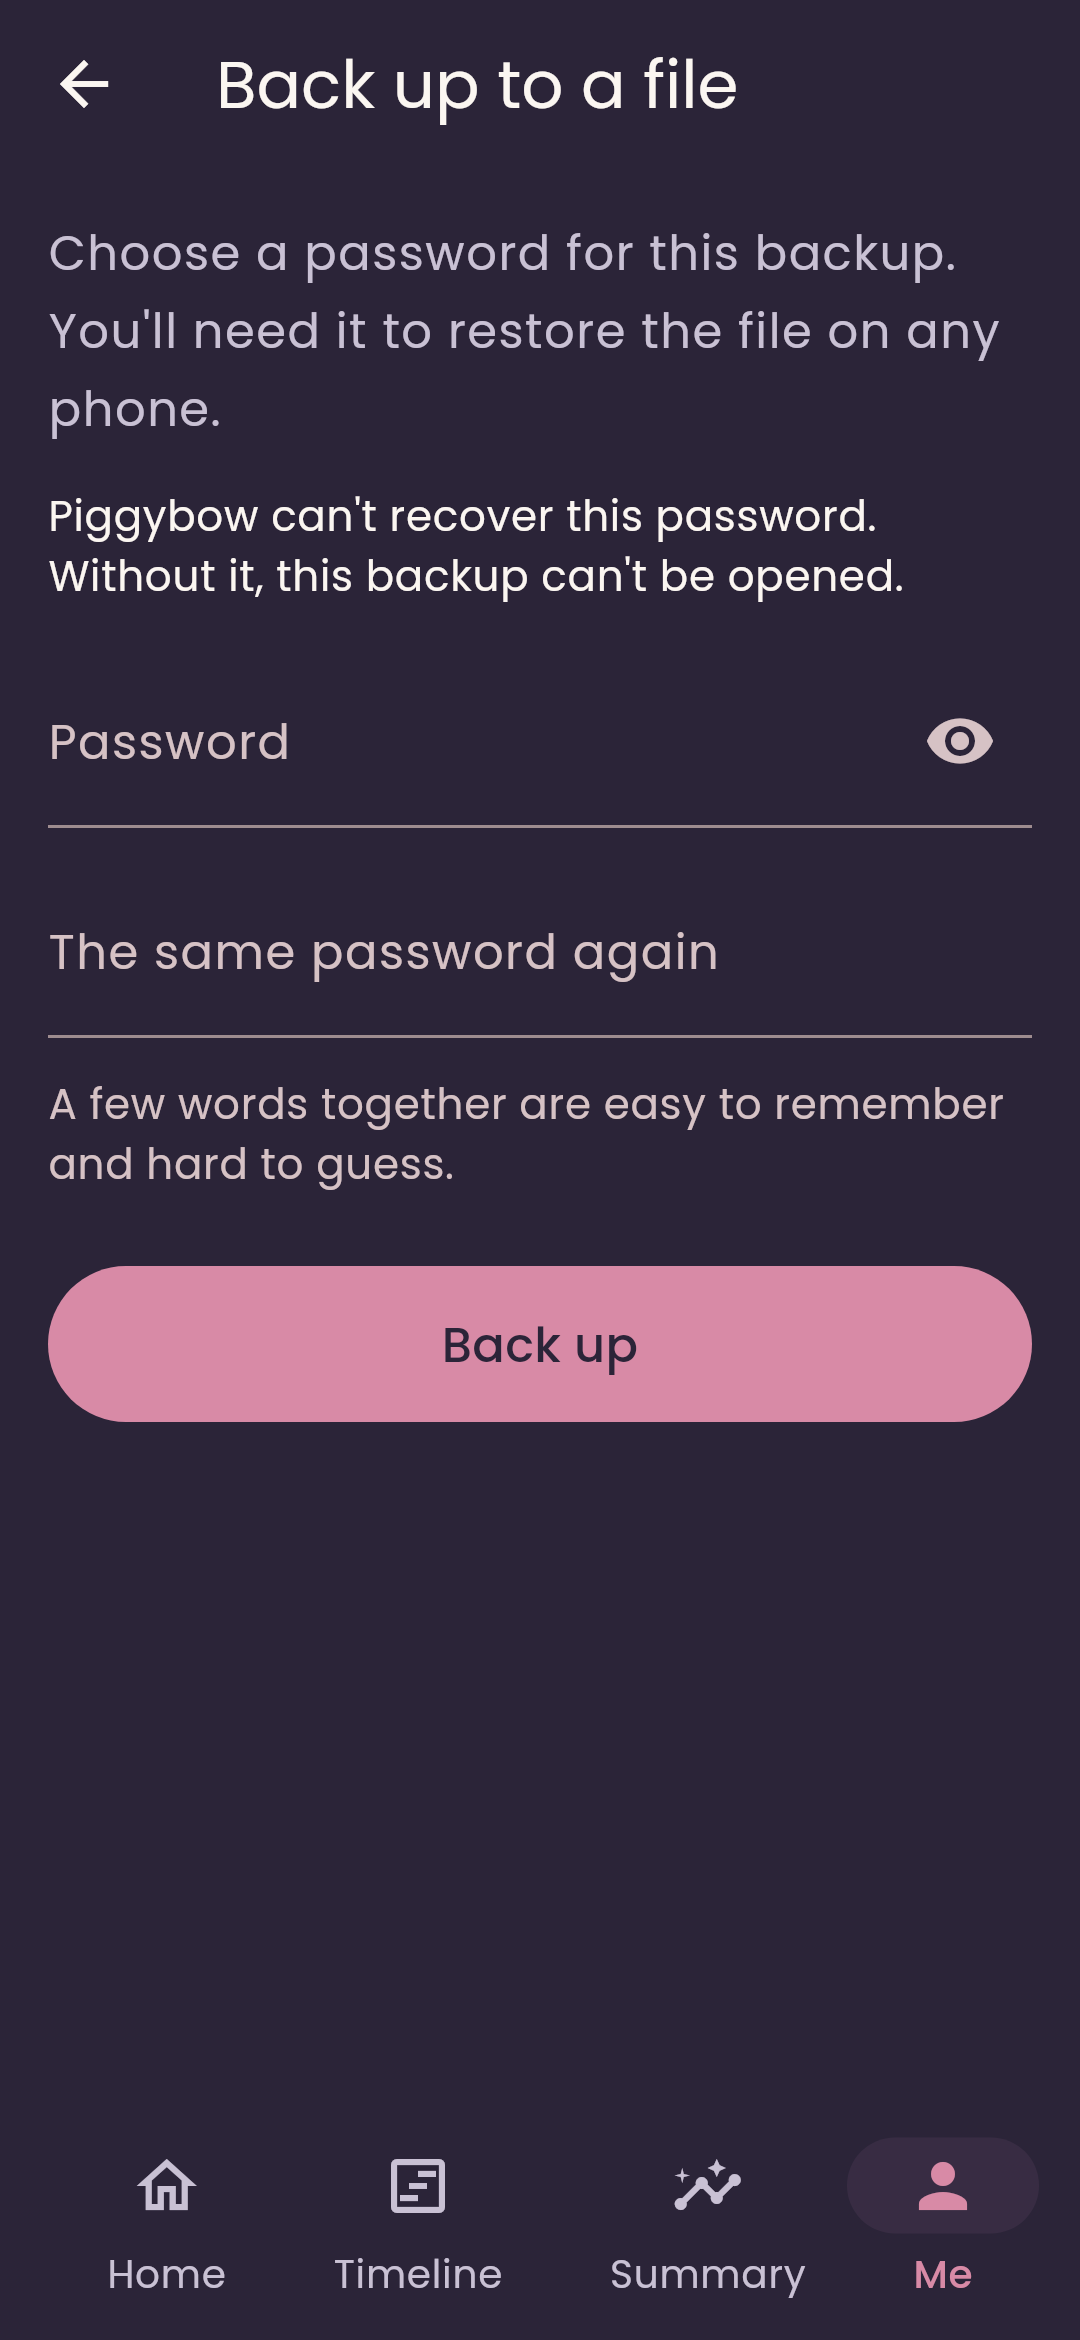 Back up to a file
Choose a password for this backup.
You'll need it to restore the file on any
phone.
Piggybow can't recover this password.
Without it, this backup can't be opened.
Password
The same password again
A few words together are easy to remember
and hard to guess.
Back up
Home
Timeline
Summary
Me